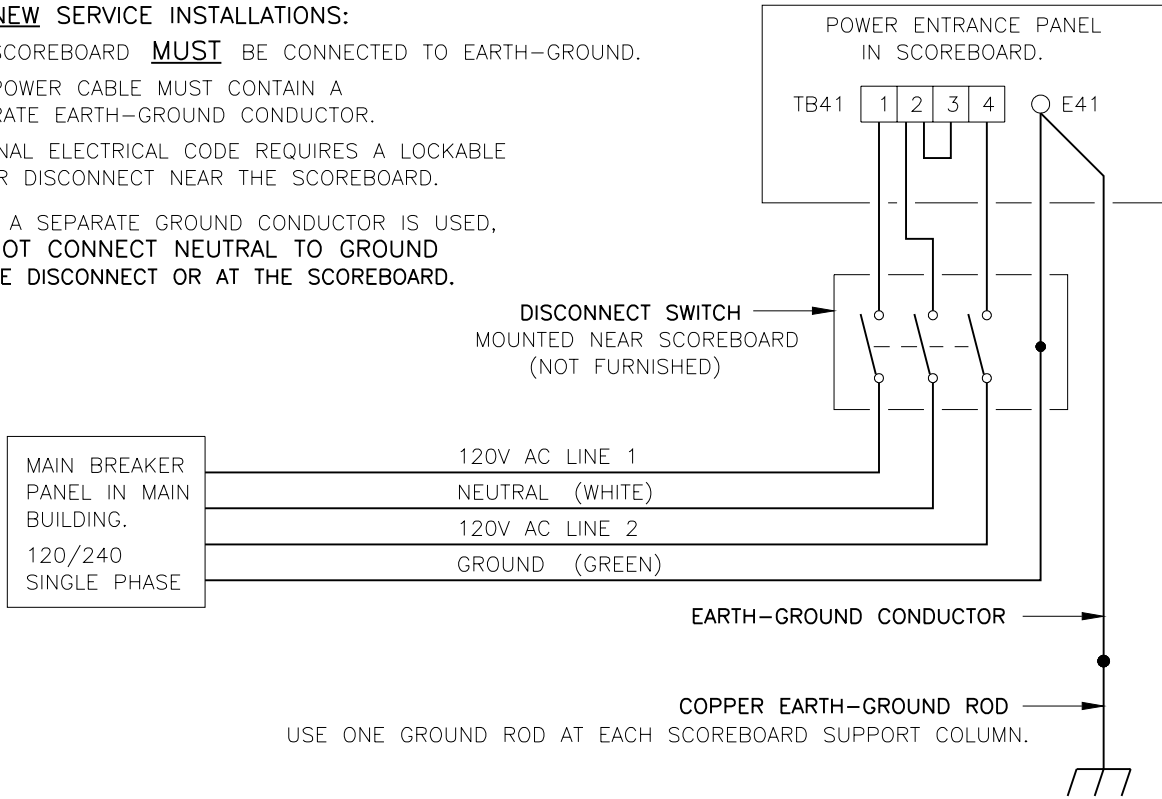 NEW SERVICE INSTALLATIONS:
SCOREBOARD MUST BE CONNECTED TO EARTH-GROUND.
POWER CABLE MUST CONTAIN A
RATE EARTH-GROUND CONDUCTOR.
NAL ELECTRICAL CODE REQUIRES A LOCKABLE
R DISCONNECT NEAR THE SCOREBOARD.
A SEPARATE GROUND CONDUCTOR IS USED,
OT CONNECT NEUTRAL TO GROUND
E DISCONNECT OR AT THE SCOREBOARD.
POWER ENTRANCE PANEL
IN SCOREBOARD.
TB41 1 2 3 4 E41
DISCONNECT SWITCH
MOUNTED NEAR SCOREBOARD
(NOT FURNISHED)
MAIN BREAKER
PANEL IN MAIN
BUILDING.
120/240
SINGLE PHASE
120V AC LINE 1
NEUTRAL (WHITE)
120V AC LINE 2
GROUND (GREEN)
EARTH-GROUND CONDUCTOR
COPPER EARTH-GROUND ROD
USE ONE GROUND ROD AT EACH SCOREBOARD SUPPORT COLUMN.